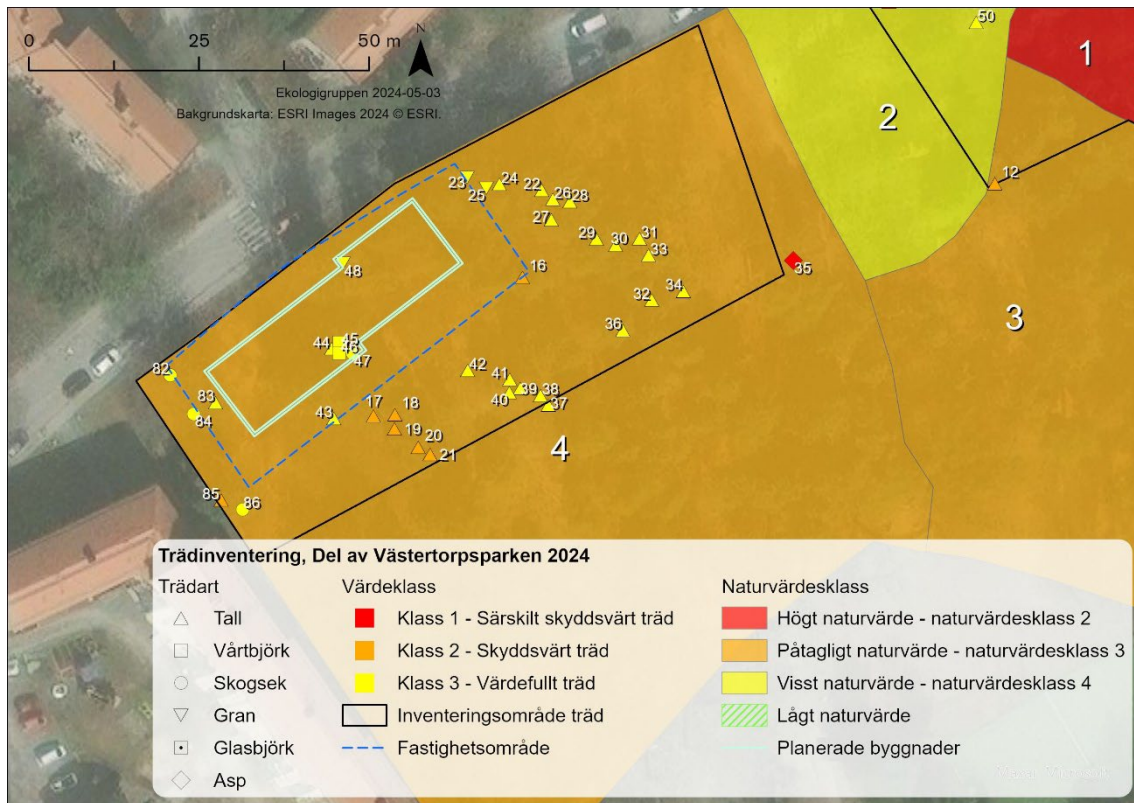 0 25 50 m
N
Ekologigruppen 2024-05-03
Bakgrundskarta: ESRI Images 2024 © ESRI.
50
1
2
12
23
24
25
22
26
28
27
29
30
31
33
48
16
35
34
32
3
36
45
44
46
47
82
42
41
83
39
38
40
37
84
43
17
18
19
20
4
21
85
86
Trädinventering, Del av Västertorpsparken 2024
Trädart
Tall
Vårtbjörk
Skogsek
Gran
Glasbjörk
Asp
Värdeklass
Klass 1 - Särskilt skyddsvärt träd
Klass 2 - Skyddsvärt träd
Klass 3 - Värdefullt träd
Inventeringsområde träd
Fastighetsområde
Naturvärdesklass
Högt naturvärde - naturvärdesklass 2
Påtagligt naturvärde - naturvärdesklass 3
Visst naturvärde - naturvärdesklass 4
Lågt naturvärde
Planerade byggnader